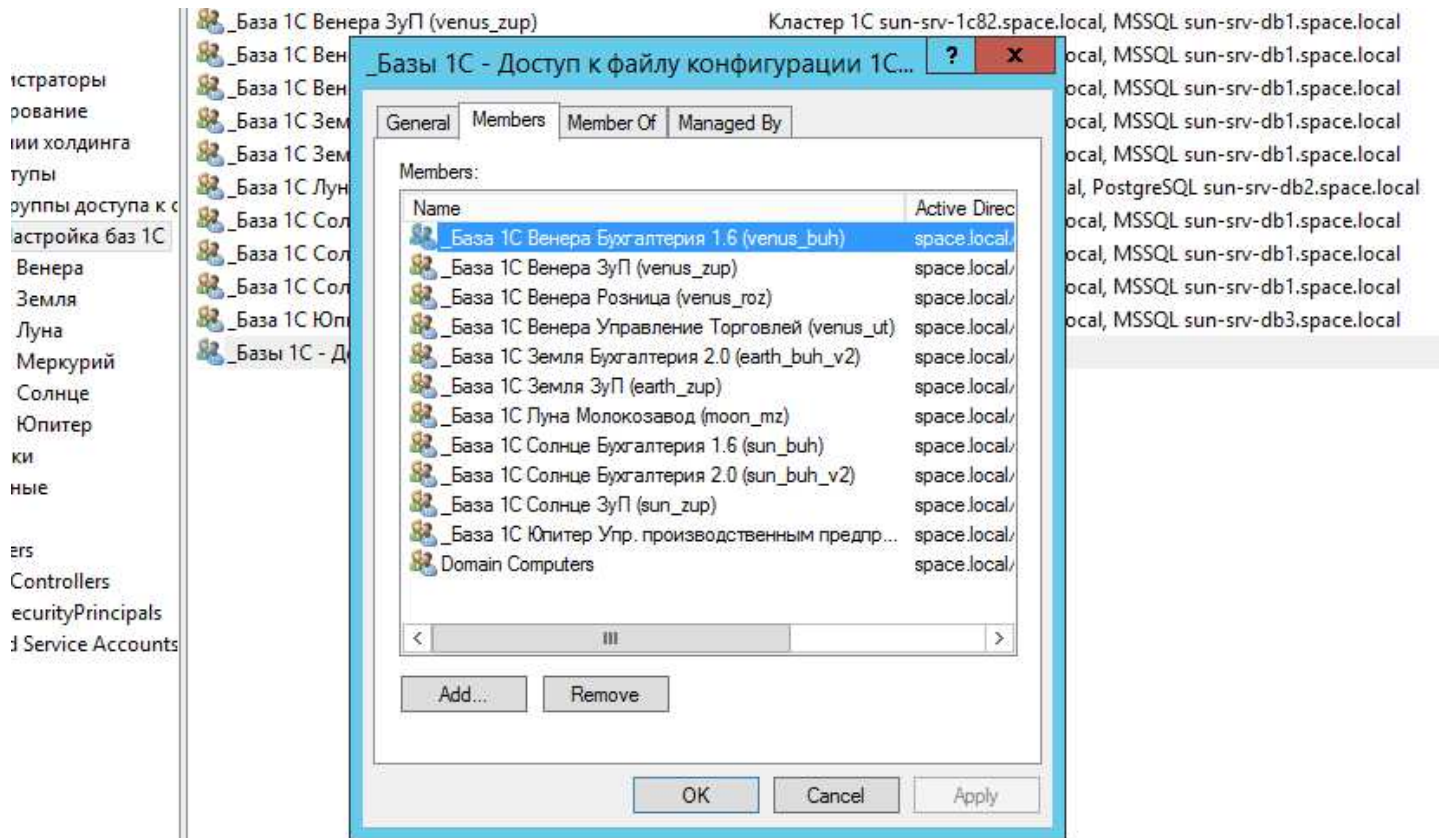 _База 1С Венера ЗуП (venus_zup) Кластер 1С sun-srv-1c82.space.local, MSSQL sun-srv-db1.space.local
_База 1С Вен ocal, MSSQL sun-srv-db1.space.local
_База 1С Вен ocal, MSSQL sun-srv-db1.space.local
_База 1С Зем ocal, MSSQL sun-srv-db1.space.local
_База 1С Зем ocal, MSSQL sun-srv-db1.space.local
_База 1С Лун al, PostgreSQL sun-srv-db2.space.local
_База 1С Сол ocal, MSSQL sun-srv-db1.space.local
_База 1С Сол ocal, MSSQL sun-srv-db1.space.local
_База 1С Сол ocal, MSSQL sun-srv-db1.space.local
_База 1С Юпи ocal, MSSQL sun-srv-db3.space.local
_Базы 1С - Д
истраторы
рование
нии холдинга
тупы
руппы доступа к с
астройка баз 1С
Венера
Земля
Луна
Меркурий
Солнце
Юпитер
ки
ные
ers
Controllers
ecurityPrincipals
d Service Accounts
_Базы 1С - Доступ к файлу конфигурации 1С... ? x
General Members Member Of Managed By
Members:
Name Active Direc
_База 1С Венера Бухгалтерия 1.6 (venus_buh) space.local/
_База 1С Венера ЗуП (venus_zup) space.local/
_База 1С Венера Розница (venus_roz) space.local/
_База 1С Венера Управление Торговлей (venus_ut) space.local/
_База 1С Земля Бухгалтерия 2.0 (earth_buh_v2) space.local/
_База 1С Земля ЗуП (earth_zup) space.local/
_База 1С Луна Молокозавод (moon_mz) space.local/
_База 1С Солнце Бухгалтерия 1.6 (sun_buh) space.local/
_База 1С Солнце Бухгалтерия 2.0 (sun_buh_v2) space.local/
_База 1С Солнце ЗуП (sun_zup) space.local/
_База 1С Юпитер Упр. производственным предпр... space.local/
Domain Computers space.local/
Add... Remove
OK Cancel Apply